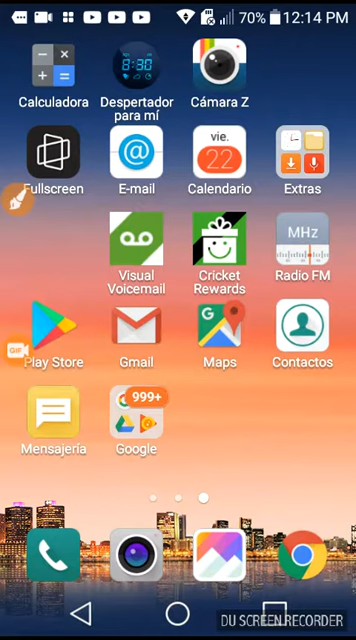 70% 12:14 PM
8:30
Calculadora
Despertador para mí
Cámara Z
vie.
22
Fullscreen
E-mail
Calendario
Extras
MHz
Visual Voicemail
Cricket Rewards
Radio FM
GIF
G
Play Store
Gmail
Maps
Contactos
999+
Mensajería
Google
DU SCREEN RECORDER